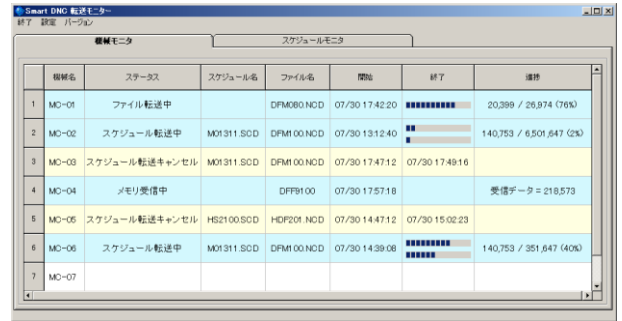 Smart DNC 転送モニター
終了 設定 バージョン
機械モニタ スケジュールモニタ
機械名 ステータス スケジュール名 ファイル名 開始 終了 進捗
1 MC-01 ファイル転送中 DFM080.NCD 07/30 17:42:20 20,399 / 26,974 (76%)
2 MC-02 スケジュール転送中 M01311.SCD DFM100.NCD 07/30 13:12:40 140,753 / 6,501,647 (2%)
3 MC-03 スケジュール転送キャンセル M01311.SCD DFM100.NCD 07/30 17:47:12 07/30 17:49:16
4 MC-04 メモリ受信中 DFF9100 07/30 17:57:18 受信データ = 218,573
5 MC-05 スケジュール転送キャンセル HS2100.SCD HDF201.NCD 07/30 14:47:12 07/30 15:02:23
6 MC-06 スケジュール転送中 M01311.SCD DFM100.NCD 07/30 14:39:08 140,753 / 351,647 (40%)
7 MC-07